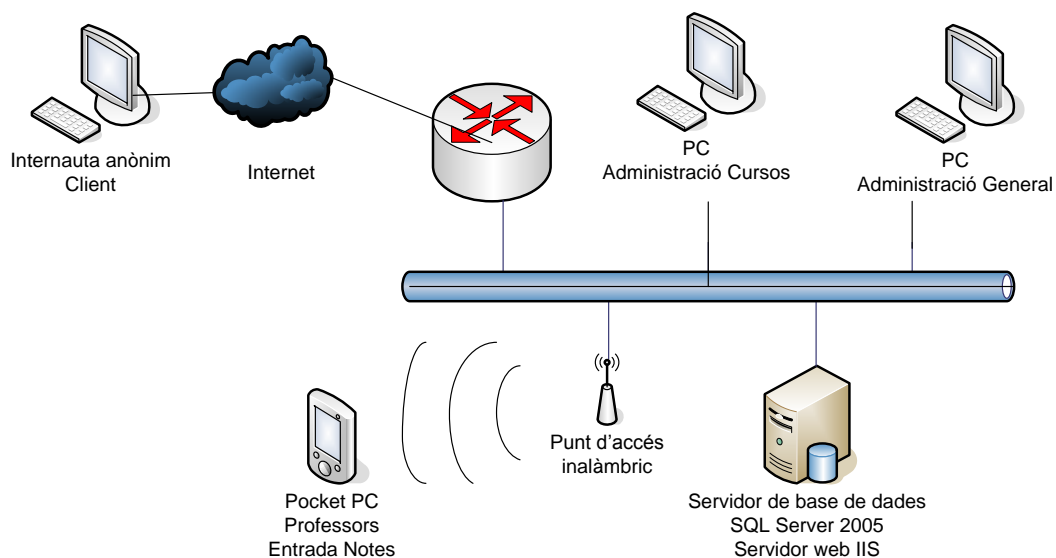 Internauta anònim
Client
Internet
PC
Administració Cursos
PC
Administració General
Punt d'accés
inalàmbric
Pocket PC
Professors
Entrada Notes
Servidor de base de dades
SQL Server 2005
Servidor web IIS